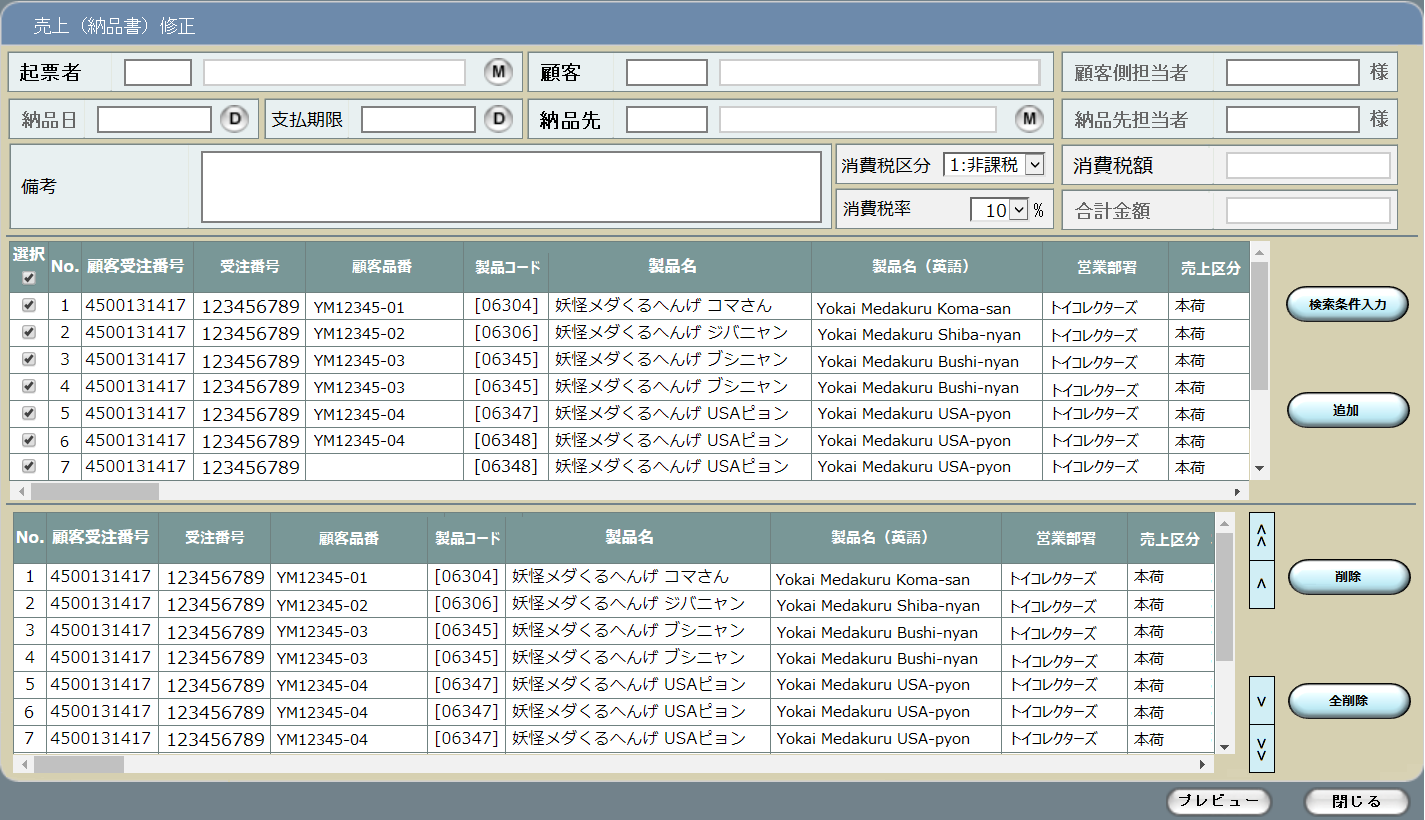 売上（納品書）修正
起票者 M 顧客 顧客側担当者 様
納品日 D 支払期限 D 納品先 M 納品先担当者 様
備考 消費税区分 1:非課税 消費税額
消費税率 10 % 合計金額
選択 No. 顧客受注番号 受注番号 顧客品番 製品コード 製品名 製品名（英語） 営業部署 売上区分
1 4500131417 123456789 YM12345-01 [06304] 妖怪メダくるへんげ コマさん Yokai Medakuru Koma-san トイコレクターズ 本荷
2 4500131417 123456789 YM12345-02 [06306] 妖怪メダくるへんげ ジバニャン Yokai Medakuru Shiba-nyan トイコレクターズ 本荷
3 4500131417 123456789 YM12345-03 [06345] 妖怪メダくるへんげ ブシニャン Yokai Medakuru Bushi-nyan トイコレクターズ 本荷
4 4500131417 123456789 YM12345-03 [06345] 妖怪メダくるへんげ ブシニャン Yokai Medakuru Bushi-nyan トイコレクターズ 本荷
5 4500131417 123456789 YM12345-04 [06347] 妖怪メダくるへんげ USAピョン Yokai Medakuru USA-pyon トイコレクターズ 本荷
6 4500131417 123456789 YM12345-04 [06348] 妖怪メダくるへんげ USAピョン Yokai Medakuru USA-pyon トイコレクターズ 本荷
7 4500131417 123456789 [06348] 妖怪メダくるへんげ USAピョン Yokai Medakuru USA-pyon トイコレクターズ 本荷
検索条件入力
追加
No. 顧客受注番号 受注番号 顧客品番 製品コード 製品名 製品名（英語） 営業部署 売上区分
1 4500131417 123456789 YM12345-01 [06304] 妖怪メダくるへんげ コマさん Yokai Medakuru Koma-san トイコレクターズ 本荷
2 4500131417 123456789 YM12345-02 [06306] 妖怪メダくるへんげ ジバニャン Yokai Medakuru Shiba-nyan トイコレクターズ 本荷
3 4500131417 123456789 YM12345-03 [06345] 妖怪メダくるへんげ ブシニャン Yokai Medakuru Bushi-nyan トイコレクターズ 本荷
4 4500131417 123456789 YM12345-03 [06345] 妖怪メダくるへんげ ブシニャン Yokai Medakuru Bushi-nyan トイコレクターズ 本荷
5 4500131417 123456789 YM12345-04 [06347] 妖怪メダくるへんげ USAピョン Yokai Medakuru USA-pyon トイコレクターズ 本荷
6 4500131417 123456789 YM12345-04 [06347] 妖怪メダくるへんげ USAピョン Yokai Medakuru USA-pyon トイコレクターズ 本荷
7 4500131417 123456789 YM12345-04 [06347] 妖怪メダくるへんげ USAピョン Yokai Medakuru USA-pyon トイコレクターズ 本荷
削除
全削除
プレビュー 閉じる